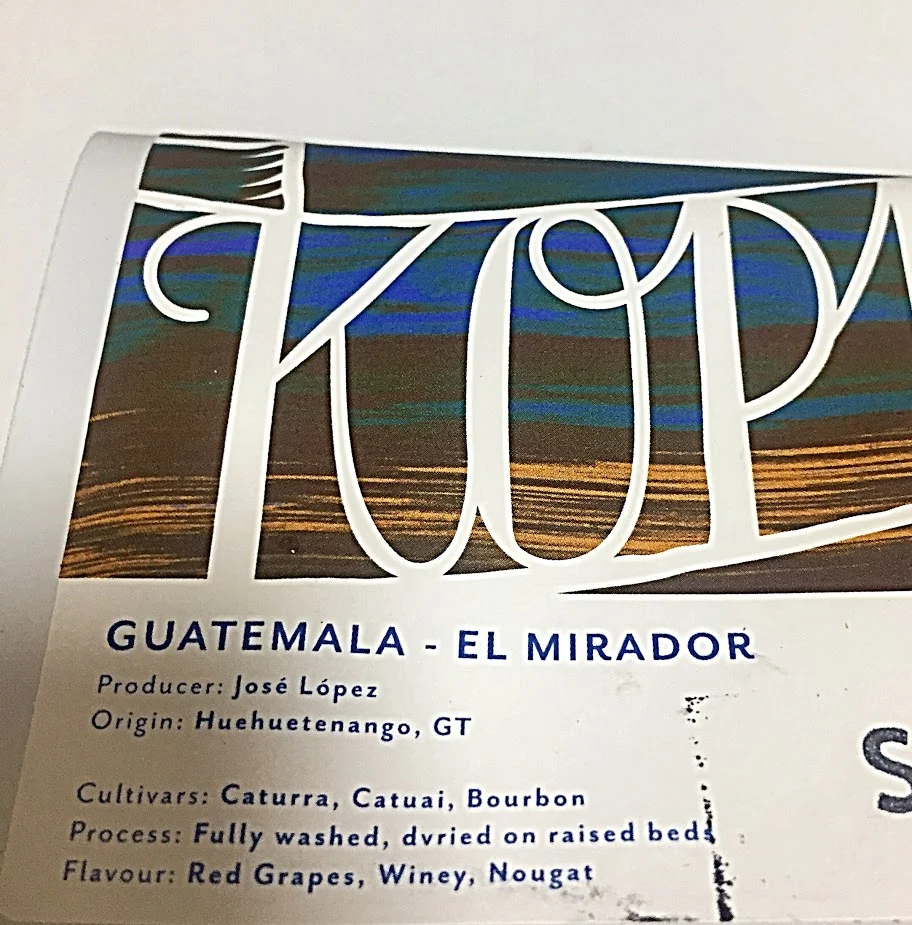 KOP
GUATEMALA - EL MIRADOR
Producer: José López
Origin: Huehuetenango, GT
Cultivars: Caturra, Catuai, Bourbon
Process: Fully washed, dvried on raised beds
Flavour: Red Grapes, Winey, Nougat
S